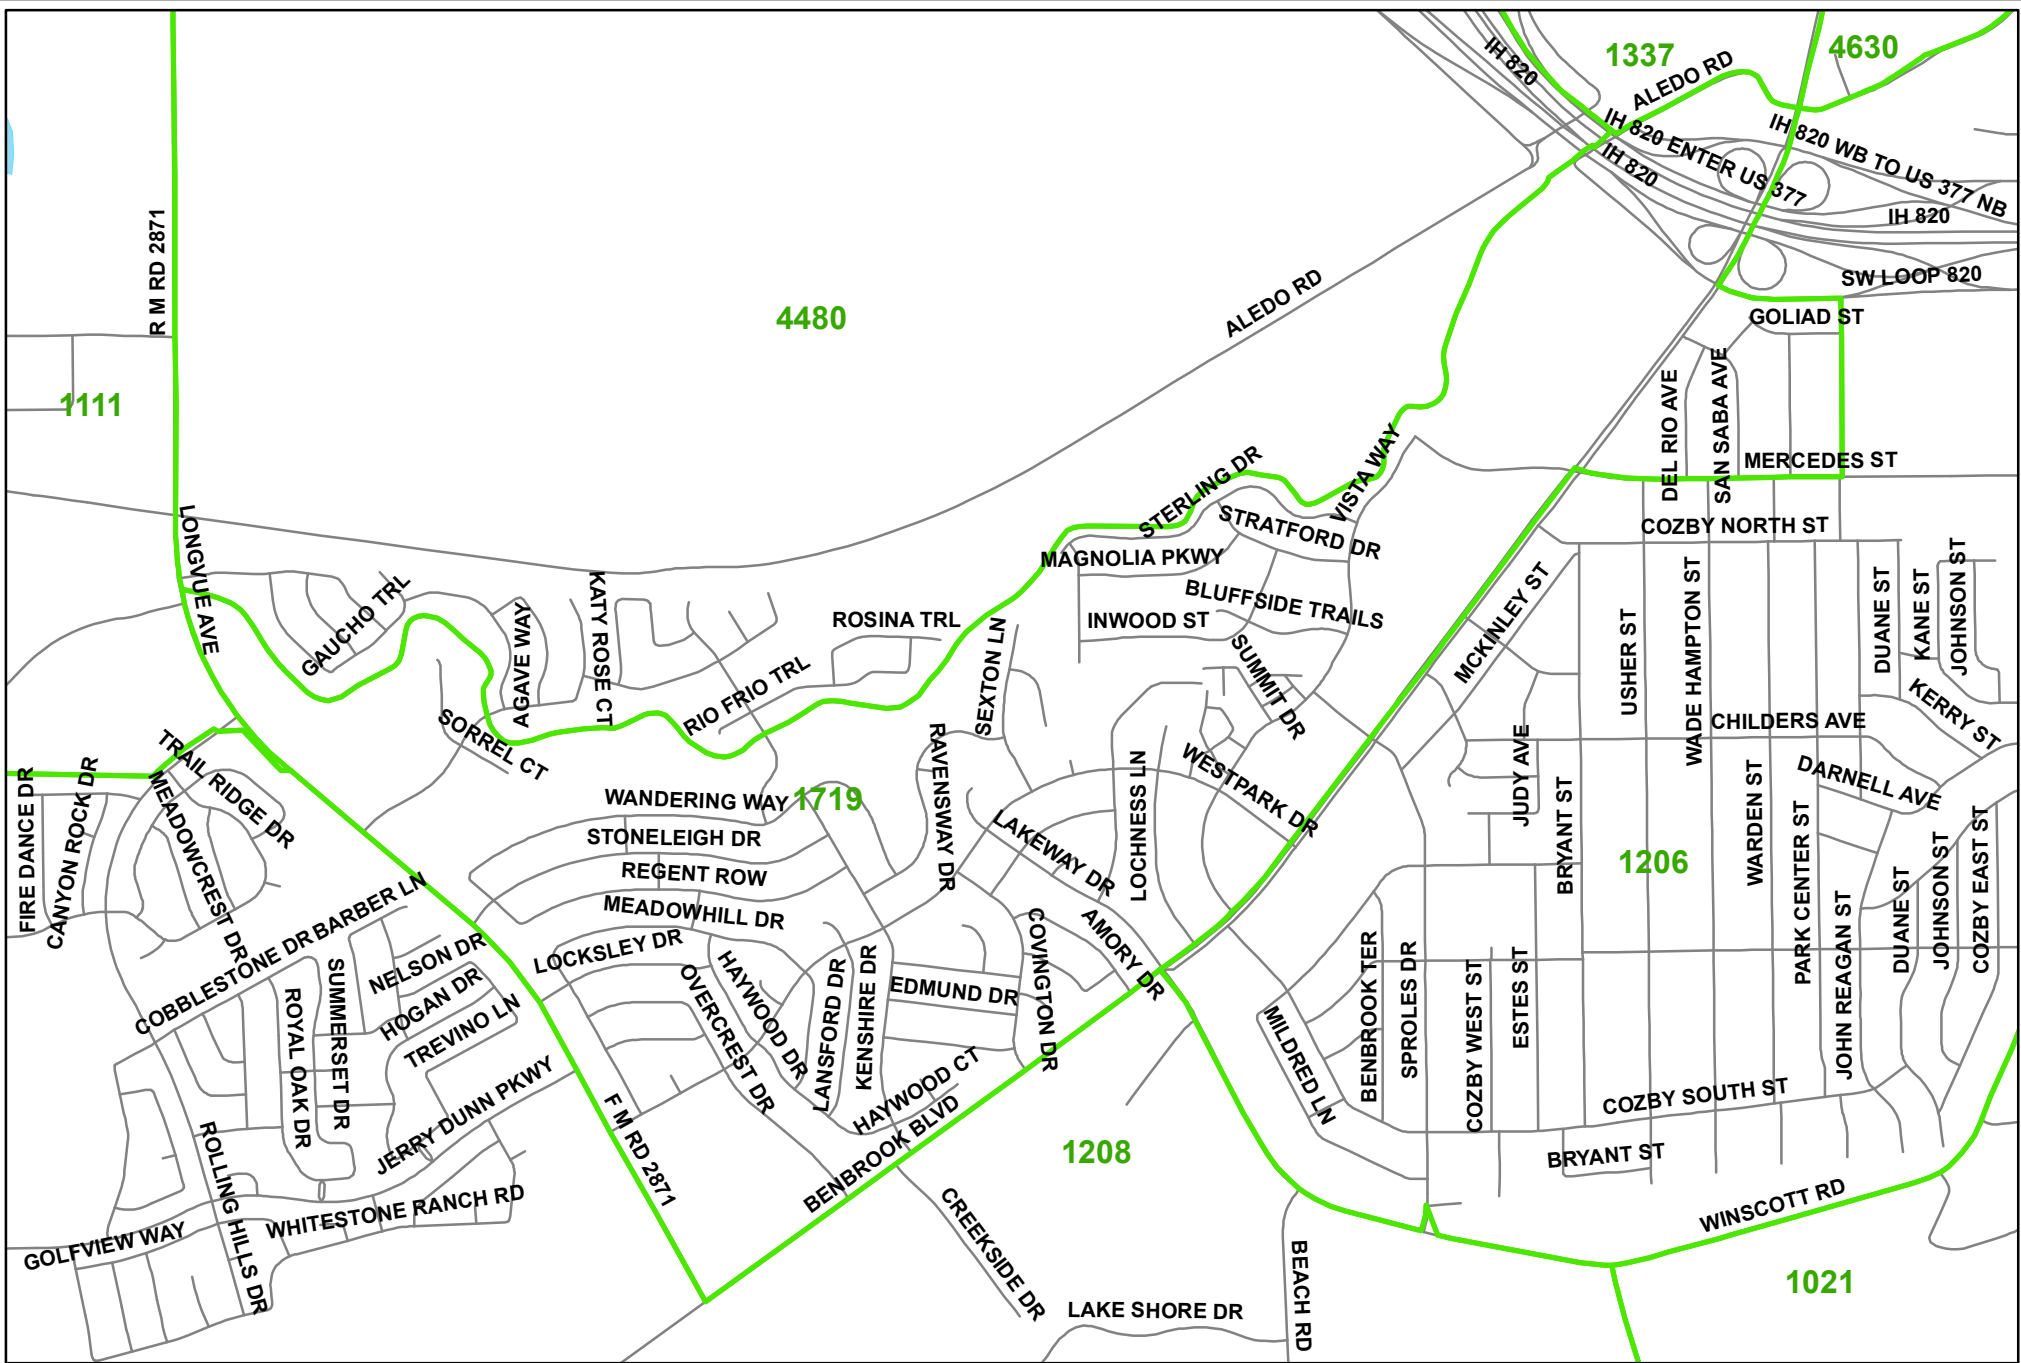 IH 820
1337
4630
ALEDO RD
IH 820 ENTER US 377
IH 820 WB TO US 377 NB
IH 820
IH 820
SW LOOP 820
R M RD 2871
4480
ALEDO RD
GOLIAD ST
1111
DEL RIO AVE
SAN SABA AVE
MERCEDES ST
VISTA WAY
STERLING DR
STRATFORD DR
COZBY NORTH ST
LONGVUE AVE
MAGNOLIA PKWY
BLUFFSIDE TRAILS
INWOOD ST
GAUCHO TRL
AGAVE WAY
KATY ROSE CT
ROSINA TRL
RIO FRIO TRL
SEXTON LN
SUMMIT DR
MCKINLEY ST
USHER ST
WADE HAMPTON ST
DUANE ST
KANE ST
JOHNSON ST
KERRY ST
CHILDERS AVE
SORREL CT
TRAIL RIDGE DR
FIRE DANCE DR
CANYON ROCK DR
MEADOWCREST DR
RAVENSWAY DR
LOCHNESS LN
WESTPARK DR
JUDY AVE
BRYANT ST
WARDEN ST
PARK CENTER ST
DARNELL AVE
WANDERING WAY
1719
STONELEIGH DR
REGENT ROW
MEADOWHILL DR
LAKEWAY DR
1206
JOHN REAGAN ST
DUANE ST
JOHNSON ST
COZBY EAST ST
COBBLESTONE DR
BARBER LN
NELSON DR
HOGAN DR
TREVINO LN
SUMMERSET DR
ROYAL OAK DR
LOCKSLEY DR
OVERCREST DR
HAYWOOD DR
LANSFORD DR
KENSHIRE DR
EDMUND DR
COVINGTON DR
AMORY DR
MILDRED LN
BENBROOK TER
SPROLES DR
COZBY WEST ST
ESTES ST
COZBY SOUTH ST
BRYANT ST
JERRY DUNN PKWY
F M RD 2871
HAYWOOD CT
BENBROOK BLVD
1208
ROLLING HILLS DR
WHITESTONE RANCH RD
GOLFVIEW WAY
CREEKSIDE DR
LAKE SHORE DR
BEACH RD
WINSCOTT RD
1021